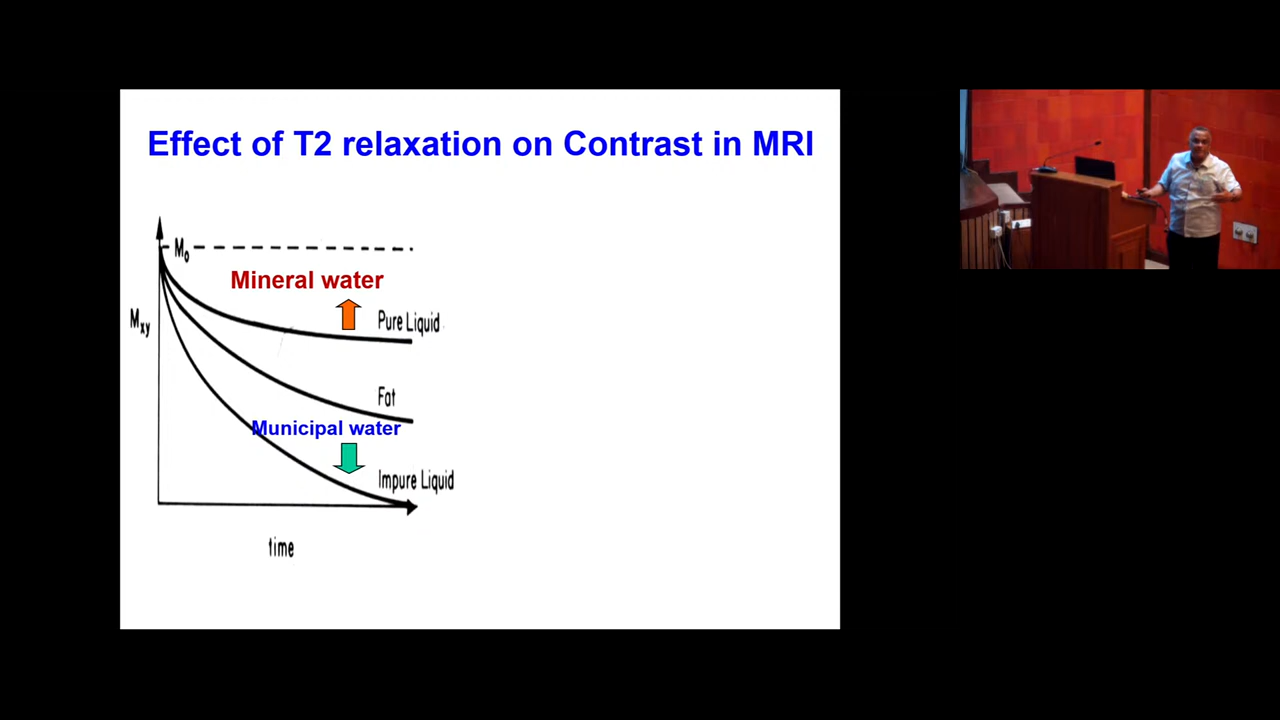 Effect of T2 relaxation on Contrast in MRI
Mo
Mineral water
Mxy
Pure Liquid
Fat
Municipal water
Impure Liquid
time